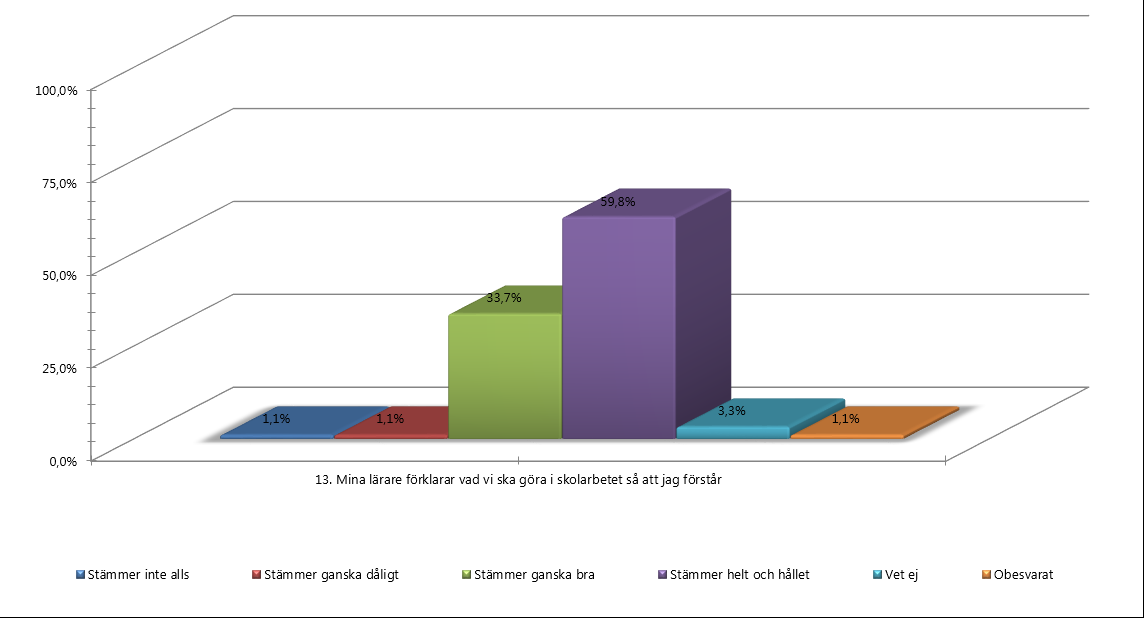 100,0%
75,0%
50,0%
25,0%
0,0%
1,1%
1,1%
33,7%
59,8%
3,3%
1,1%
13. Mina lärare förklarar vad vi ska göra i skolarbetet så att jag förstår
Stämmer inte alls
Stämmer ganska dåligt
Stämmer ganska bra
Stämmer helt och hållet
Vet ej
Obesvarat